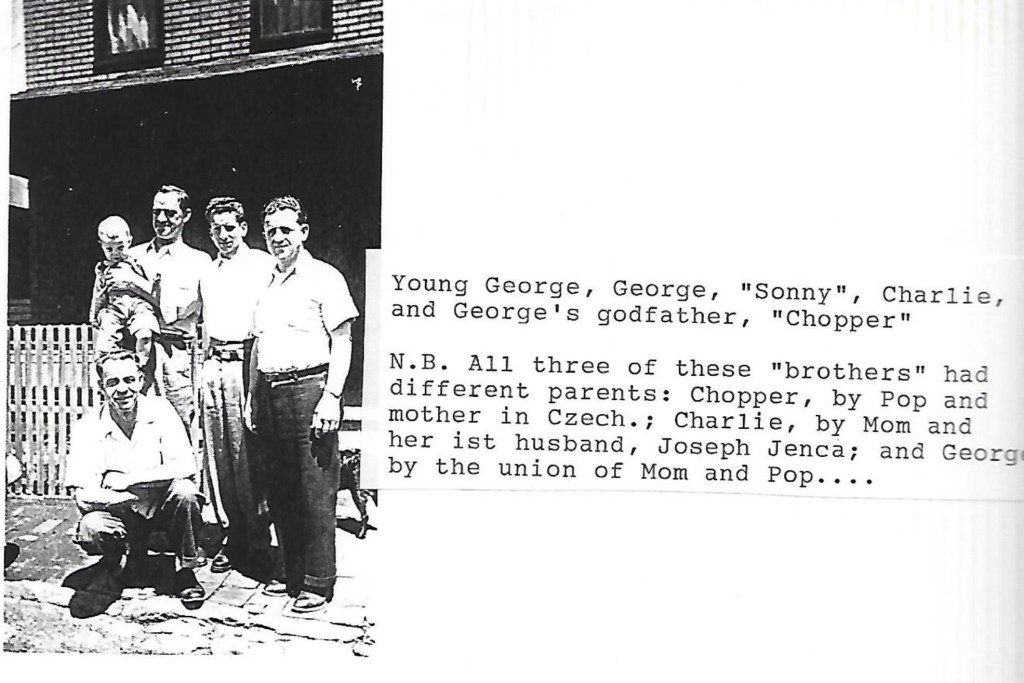 Young George, George, "Sonny", Charlie,
and George's godfather, "Chopper"
N.B. All three of these "brothers" had
different parents: Chopper, by Pop and
mother in Czech.; Charlie, by Mom and
her ist husband, Joseph Jenca; and George
by the union of Mom and Pop....